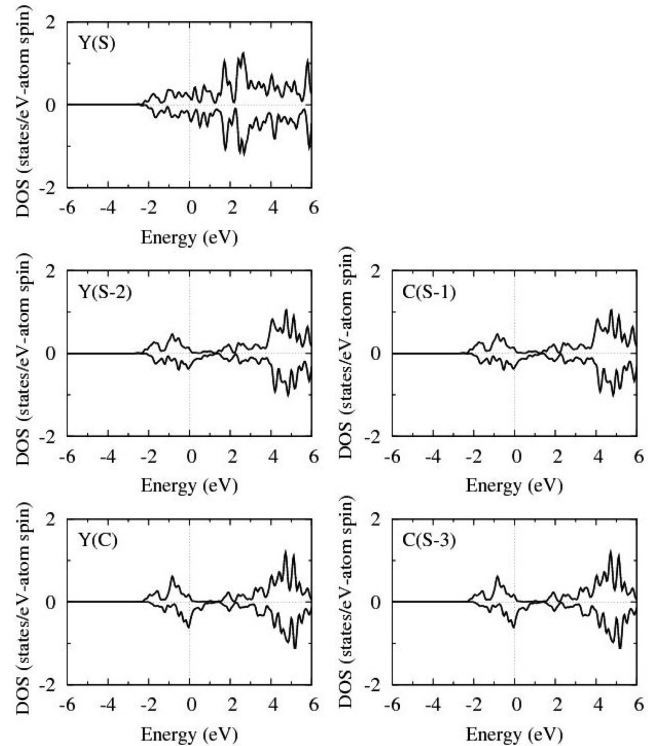 2
0
-2
DOS (states/eV-atom spin)
Y(S)
-6 -4 -2 0 2 4 6
Energy (eV)
2
0
-2
DOS (states/eV-atom spin)
Y(S-2)
-6 -4 -2 0 2 4 6
Energy (eV)
2
0
-2
DOS (states/eV-atom spin)
C(S-1)
-6 -4 -2 0 2 4 6
Energy (eV)
2
0
-2
DOS (states/eV-atom spin)
Y(C)
-6 -4 -2 0 2 4 6
Energy (eV)
2
0
-2
DOS (states/eV-atom spin)
C(S-3)
-6 -4 -2 0 2 4 6
Energy (eV)